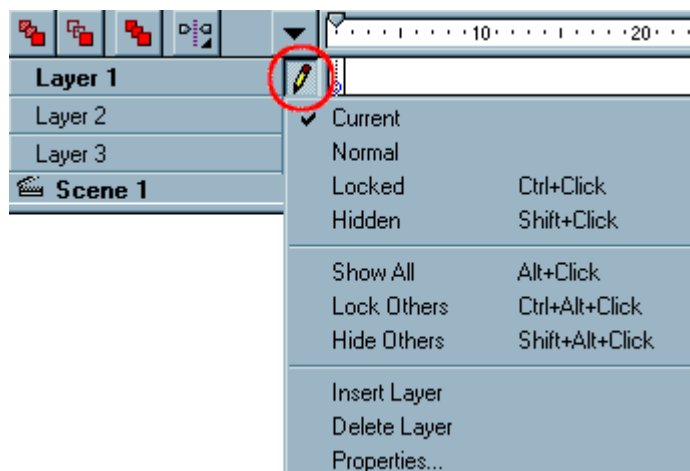 10 20
Layer 1
Layer 2
Layer 3
Scene 1
Current
Normal
Locked Ctrl+Click
Hidden Shift+Click
Show All Alt+Click
Lock Others Ctrl+Alt+Click
Hide Others Shift+Alt+Click
Insert Layer
Delete Layer
Properties...